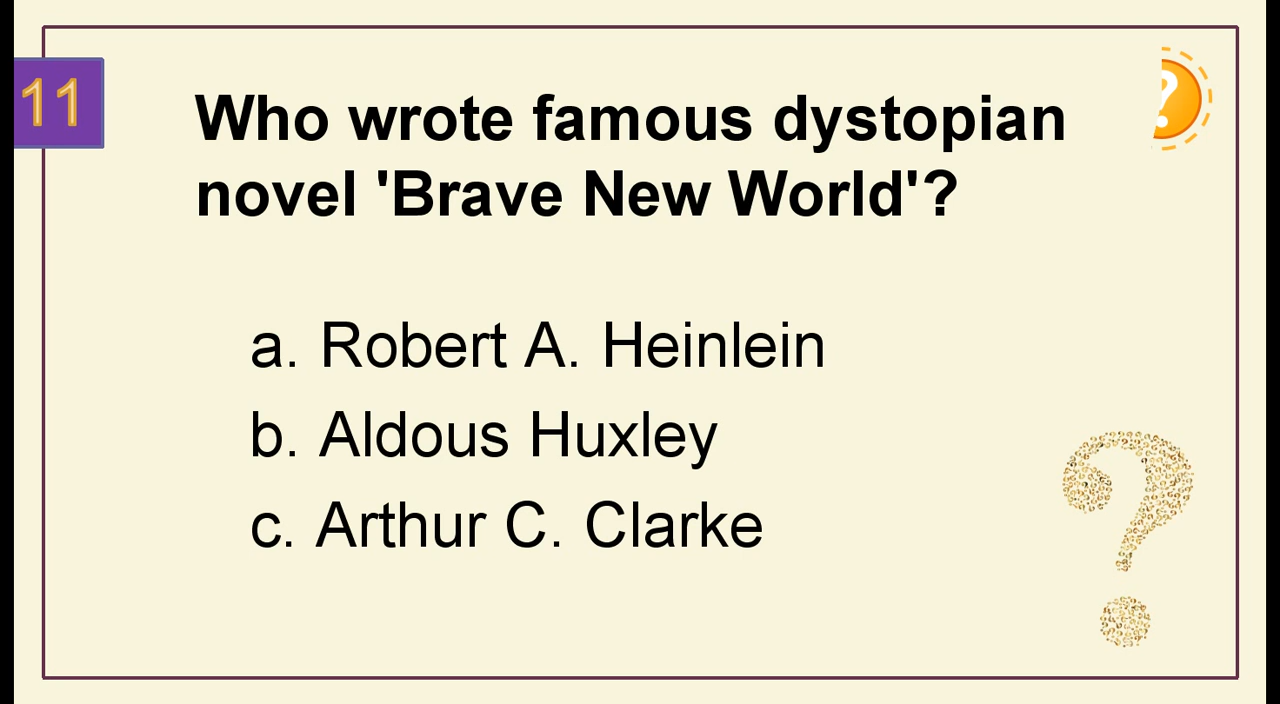 11
Who wrote famous dystopian
novel 'Brave New World'?
a. Robert A. Heinlein
b. Aldous Huxley
c. Arthur C. Clarke